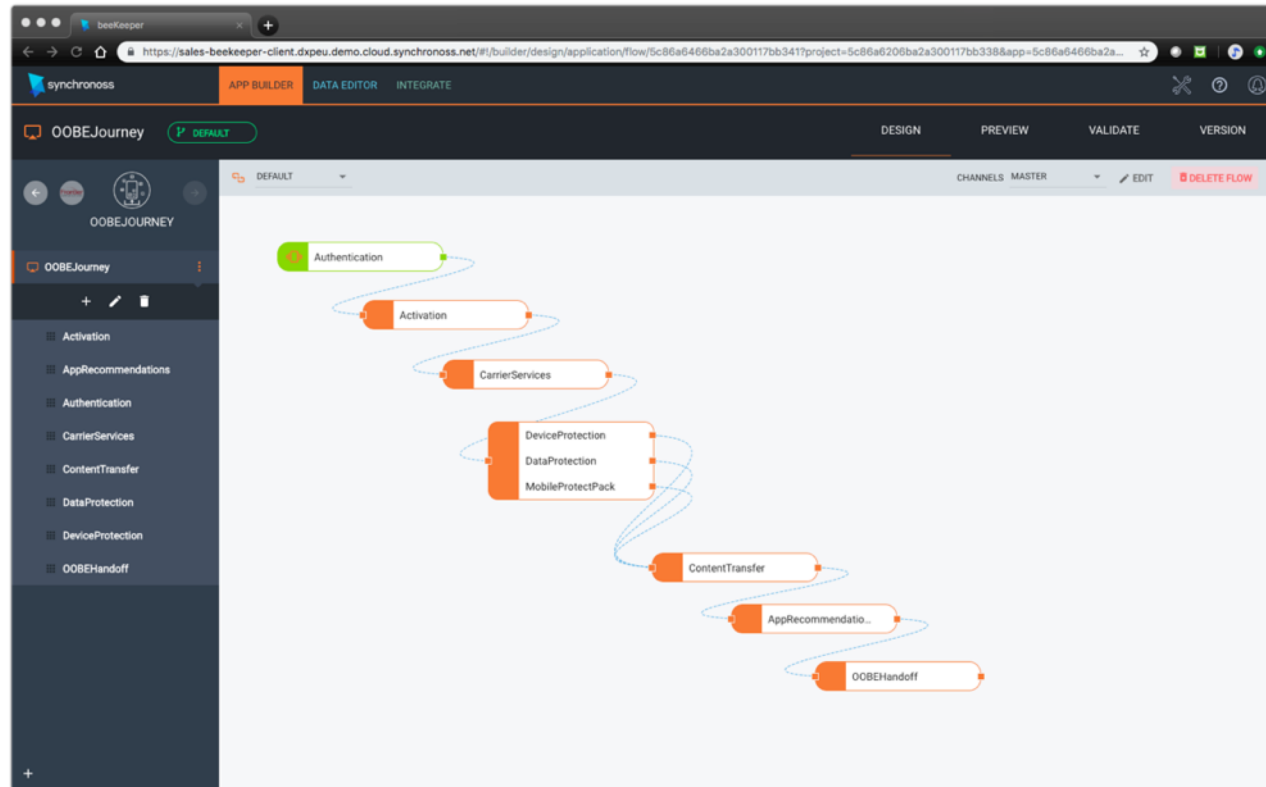 beeKeeper
https://sales-beekeeper-client.dxpeu.demo.cloud.synchronoss.net/#!/builder/design/application/flow/5c86a6466ba2a300117bb341?project=5c86a6206ba2a300117bb338&app=5c86a6466ba2a...
synchronoss
APP BUILDER DATA EDITOR INTEGRATE
OOBEJourney DEFAULT DESIGN PREVIEW VALIDATE VERSION
DEFAULT CHANNELS MASTER EDIT DELETE FLOW
OOBEJOURNEY
OOBEJourney
Activation
AppRecommendations
Authentication
CarrierServices
ContentTransfer
DataProtection
DeviceProtection
OOBEHandoff
Authentication
Activation
CarrierServices
DeviceProtection
DataProtection
MobileProtectPack
ContentTransfer
AppRecommendatio...
OOBEHandoff